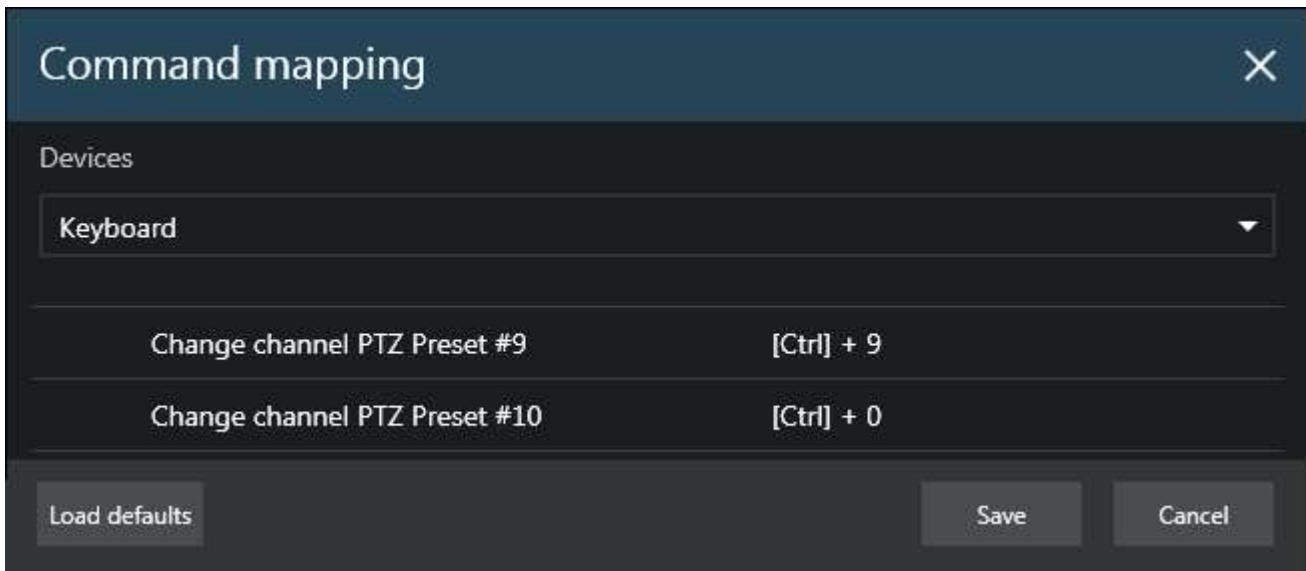 Command mapping
Devices
Keyboard
Change channel PTZ Preset #9 [Ctrl] + 9
Change channel PTZ Preset #10 [Ctrl] + 0
Load defaults Save Cancel